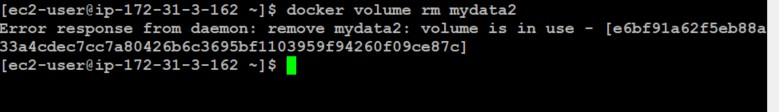 [ec2-user@ip-172-31-3-162 ~]$ docker volume rm mydata2
Error response from daemon: remove mydata2: volume is in use - [e6bf91a62f5eb88a
33a4cdec7cc7a80426b6c3695bf1103959f94260f09ce87c]
[ec2-user@ip-172-31-3-162 ~]$